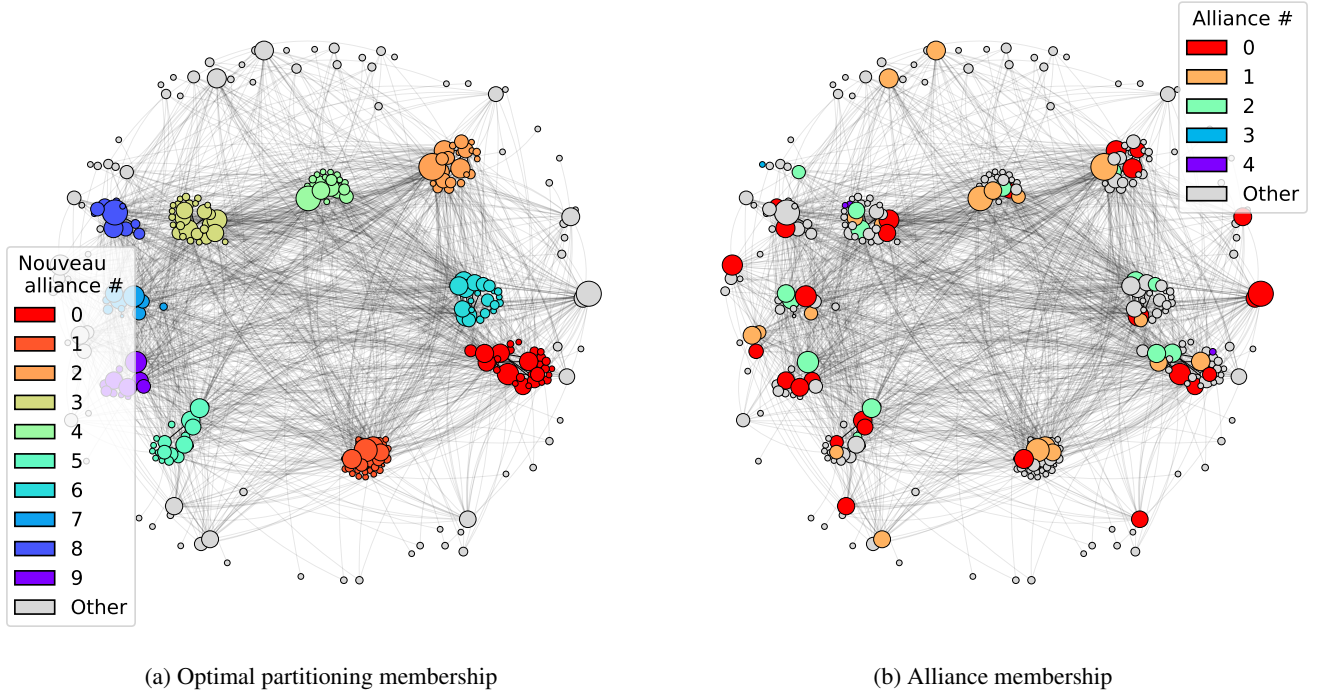 Nouveau
alliance #
0
1
2
3
4
5
6
7
8
9
Other
Alliance #
0
1
2
3
4
Other
(a) Optimal partitioning membership
(b) Alliance membership